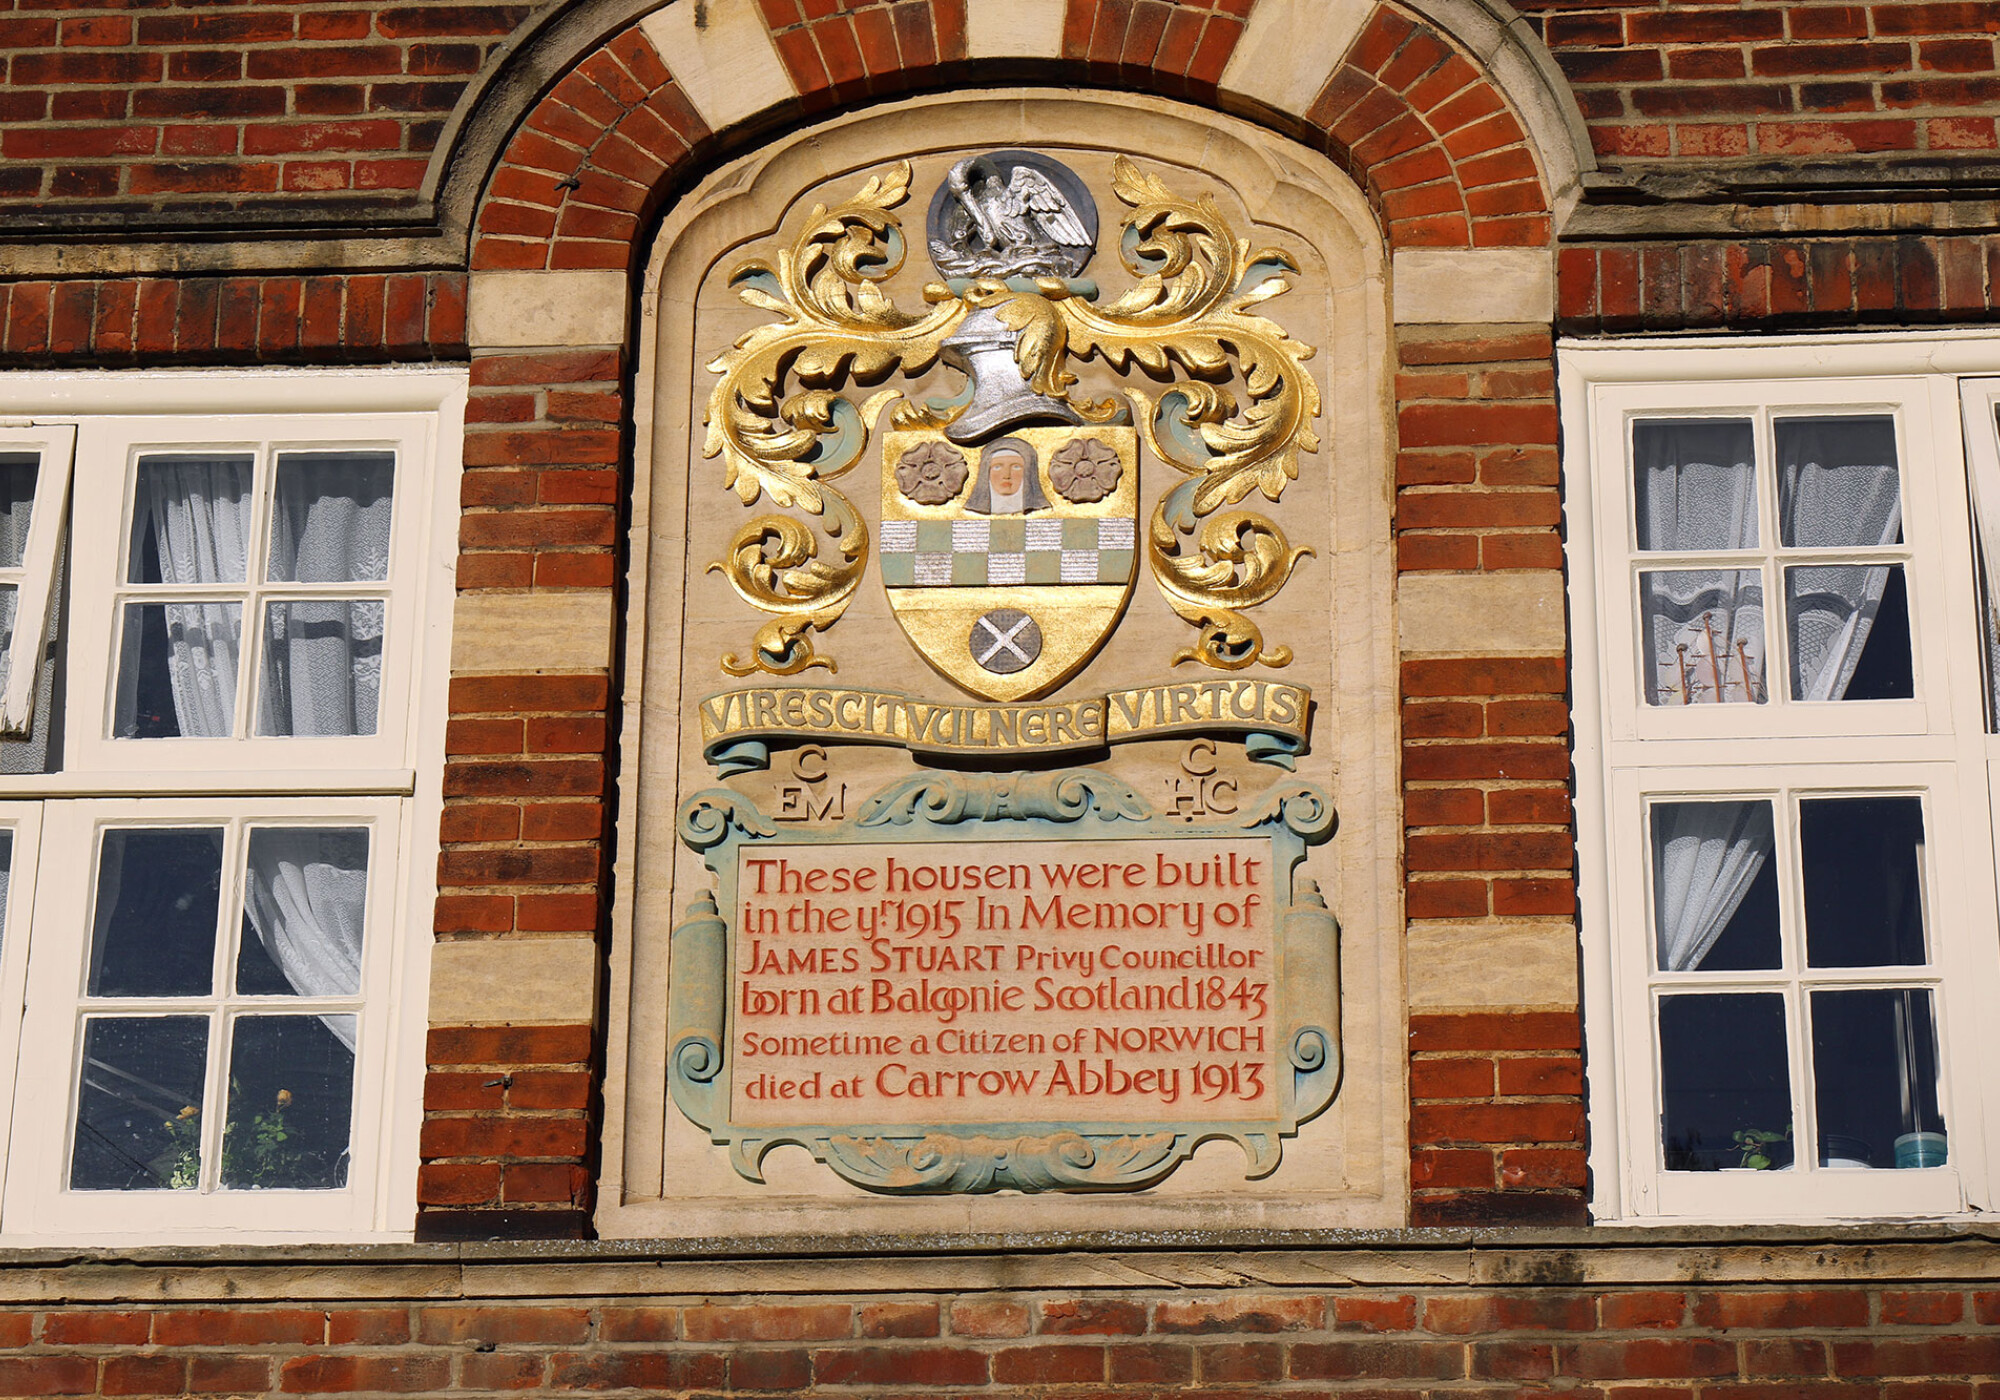 VIRESCIT VULNERE VIRTUS
C
EM
C
HC
These housen were built
in the yr. 1915 In Memory of
JAMES STUART Privy Councillor
born at Balgonie Scotland 1843
Sometime a Citizen of NORWICH
died at Carrow Abbey 1913